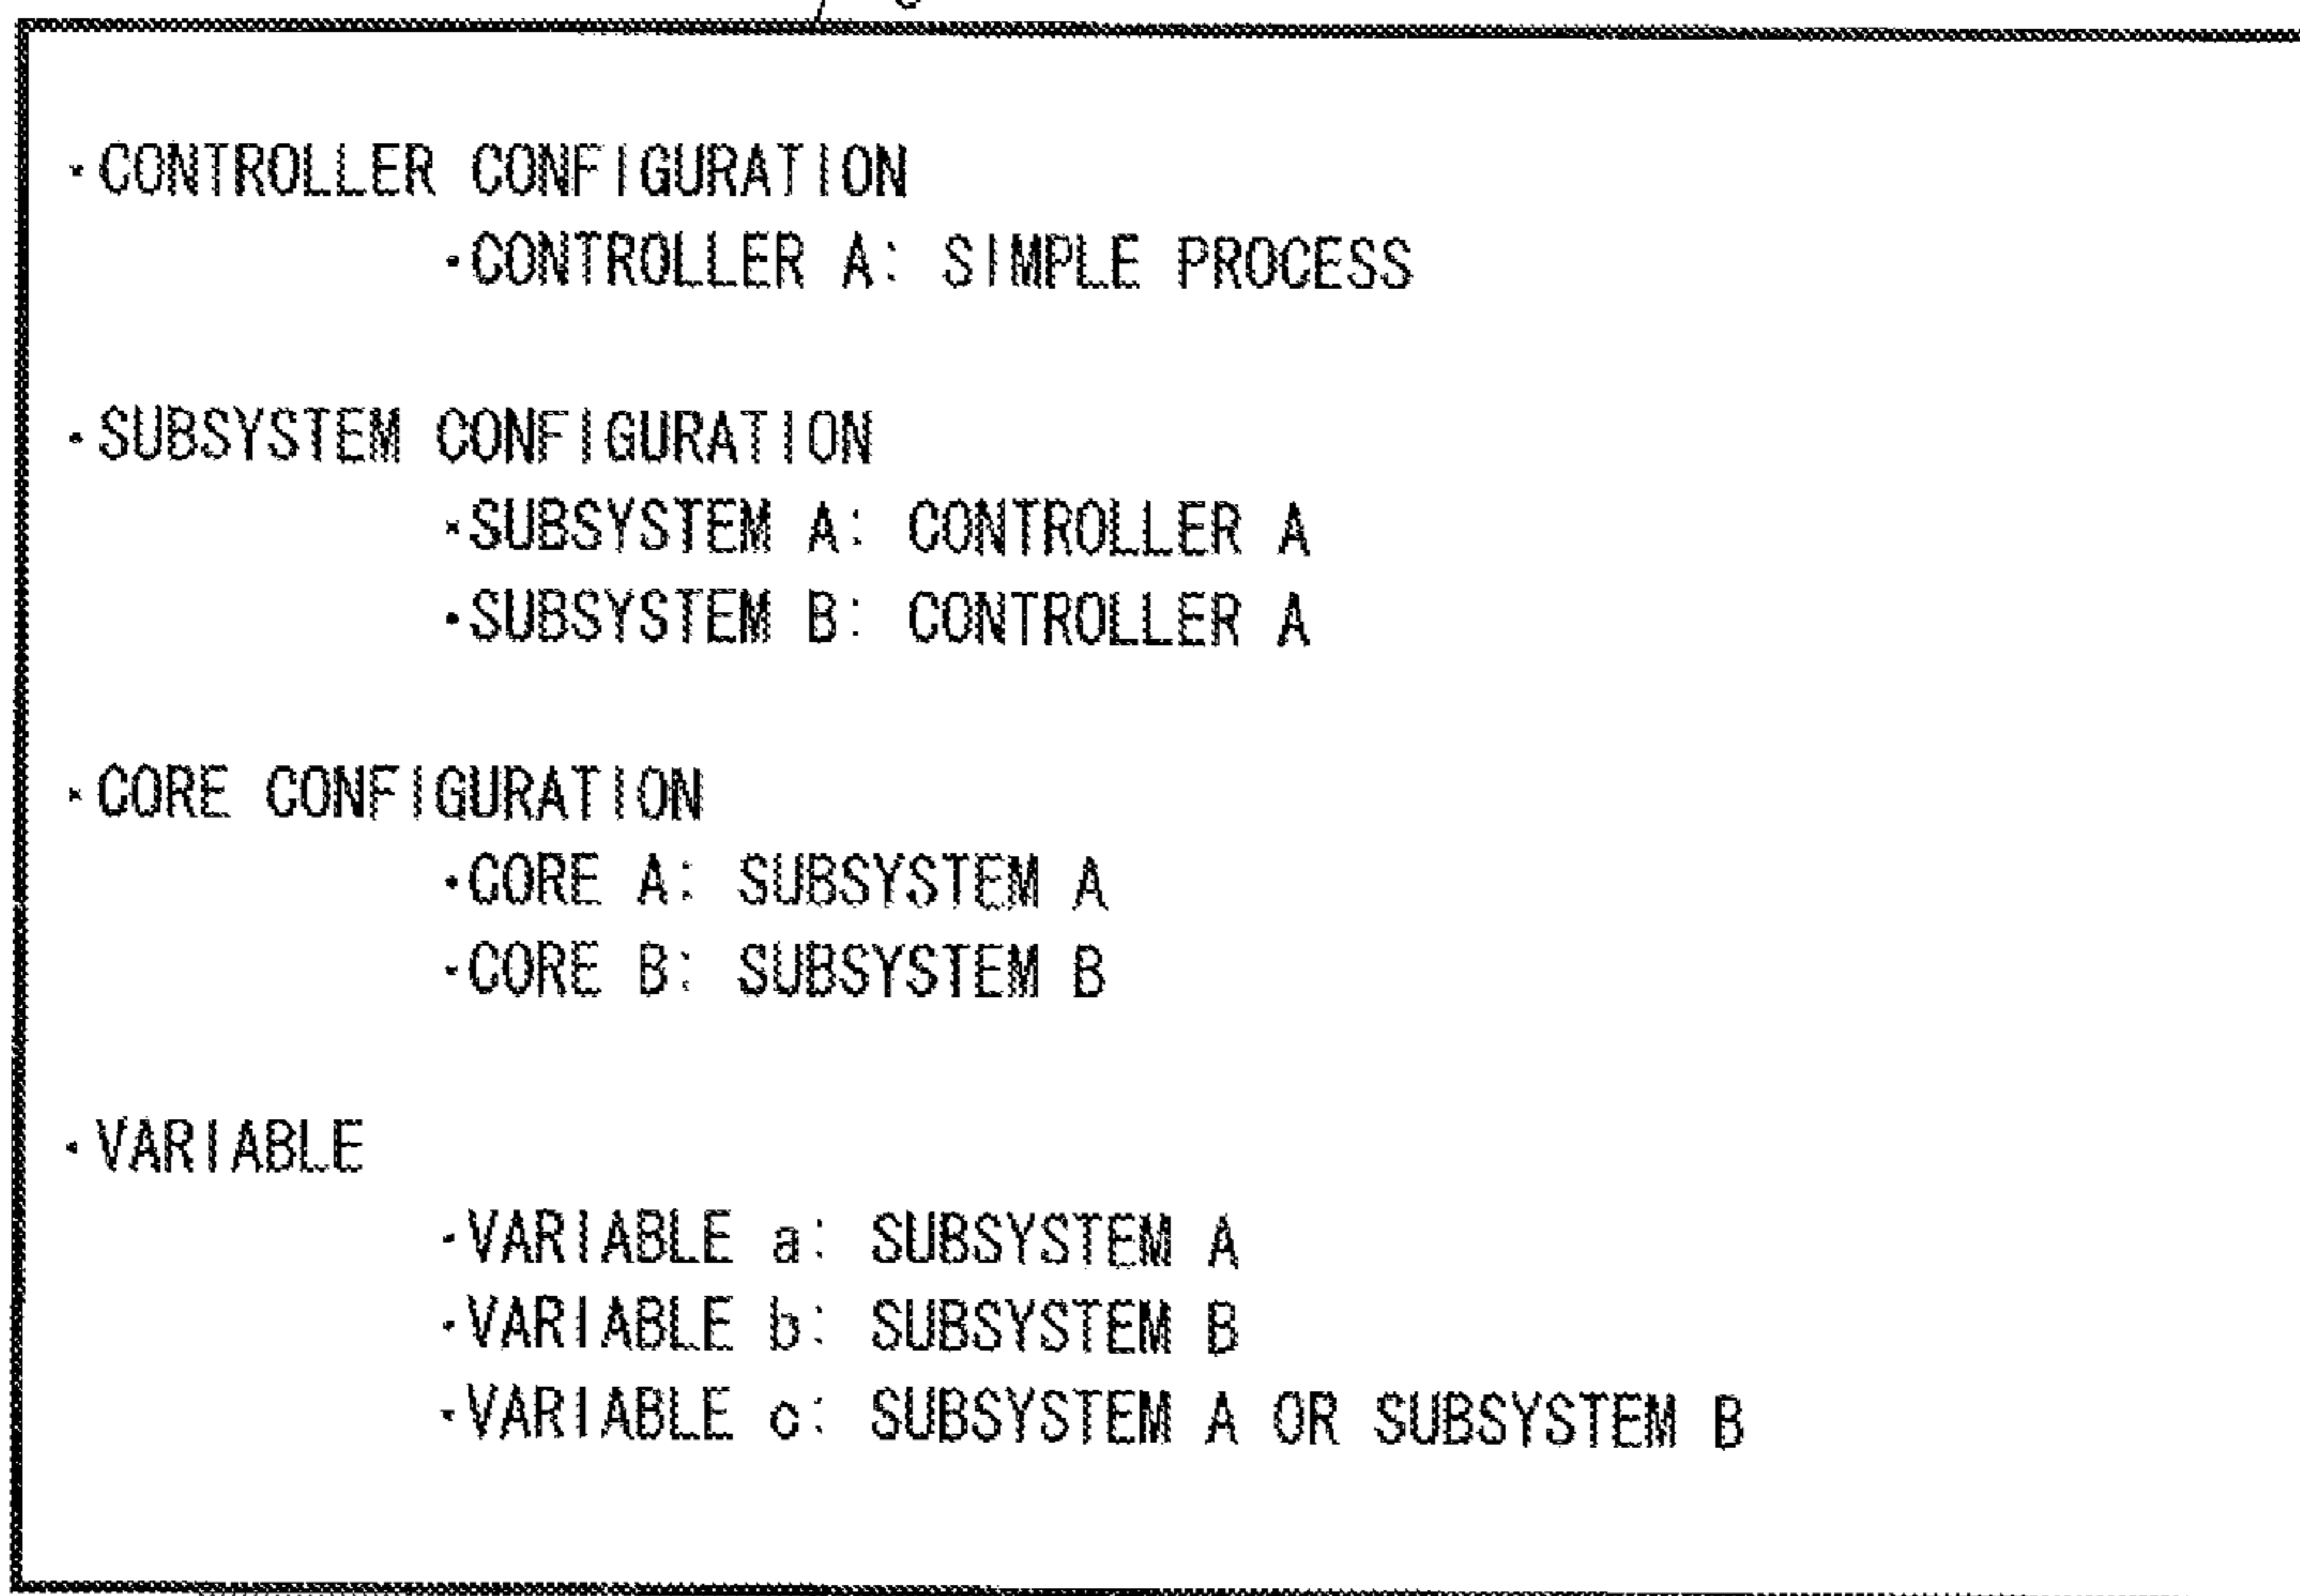 ·CONTROLLER CONFIGURATION
·CONTROLLER A: SIMPLE PROCESS
·SUBSYSTEM CONFIGURATION
·SUBSYSTEM A: CONTROLLER A
·SUBSYSTEM B: CONTROLLER A
·CORE CONFIGURATION
·CORE A: SUBSYSTEM A
·CORE B: SUBSYSTEM B
·VARIABLE
·VARIABLE a: SUBSYSTEM A
·VARIABLE b: SUBSYSTEM B
·VARIABLE c: SUBSYSTEM A OR SUBSYSTEM B